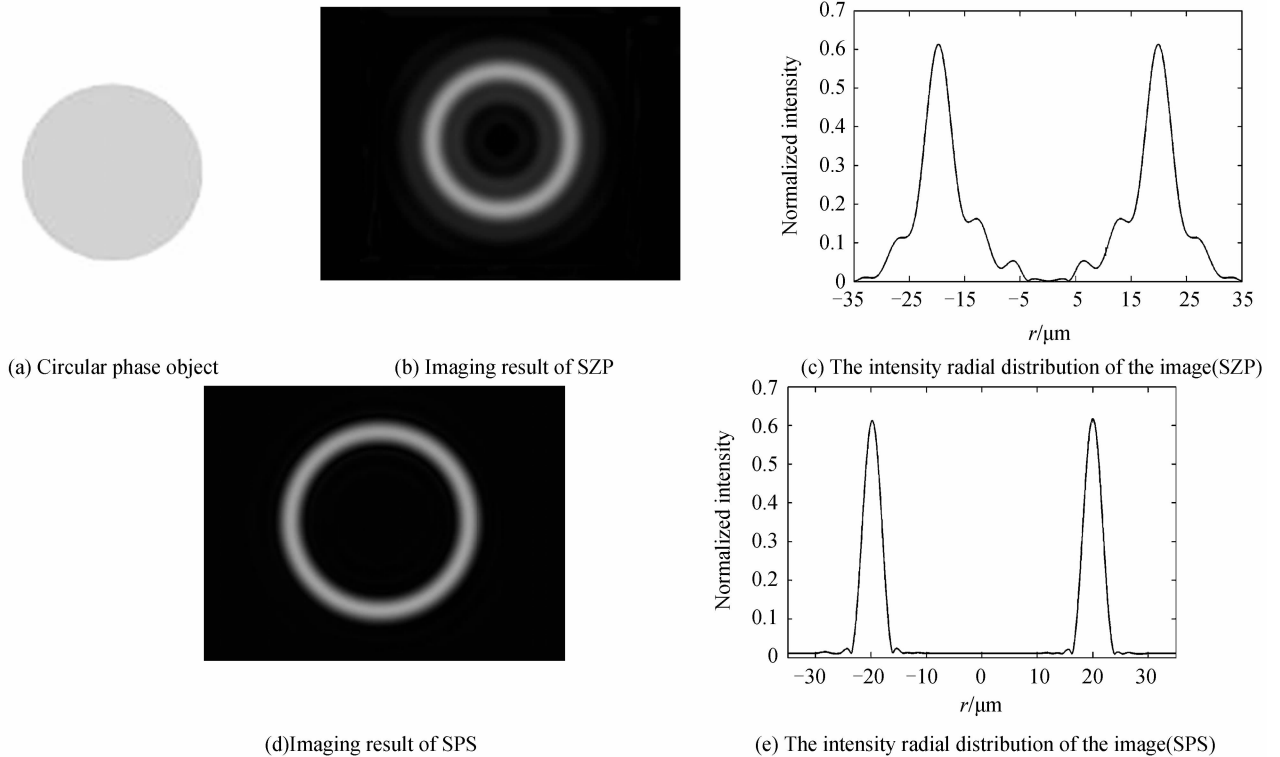 0.7
0.6
0.5
0.4
0.3
0.2
0.1
0
Normalized intensity
−35 −25 −15 −5 5 15 25 35
r/μm
(a) Circular phase object (b) Imaging result of SZP (c) The intensity radial distribution of the image(SZP)
0.7
0.6
0.5
0.4
0.3
0.2
0.1
0
Normalized intensity
−30 −20 −10 0 10 20 30
r/μm
(d)Imaging result of SPS (e) The intensity radial distribution of the image(SPS)